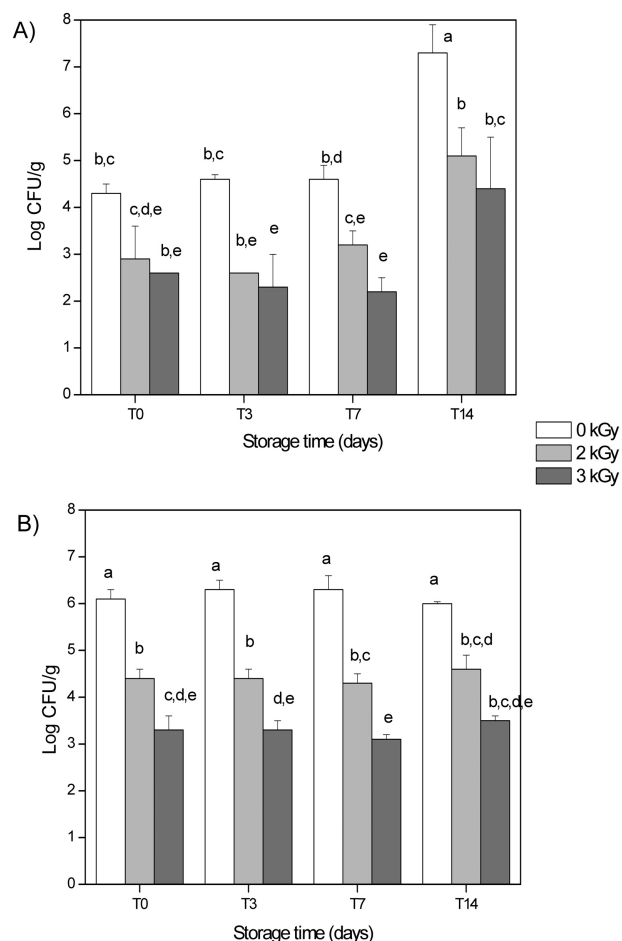 A)
8
7
6
5
4
3
2
1
0
Log CFU/g
b,c
c,d,e
b,e
b,c
b,e
e
b,d
c,e
e
a
b
b,c
T0 T3 T7 T14
Storage time (days)
0 kGy
2 kGy
3 kGy
B)
8
7
6
5
4
3
2
1
0
Log CFU/g
a
b
c,d,e
a
b
d,e
a
b,c
e
a
b,c,d
b,c,d,e
T0 T3 T7 T14
Storage time (days)